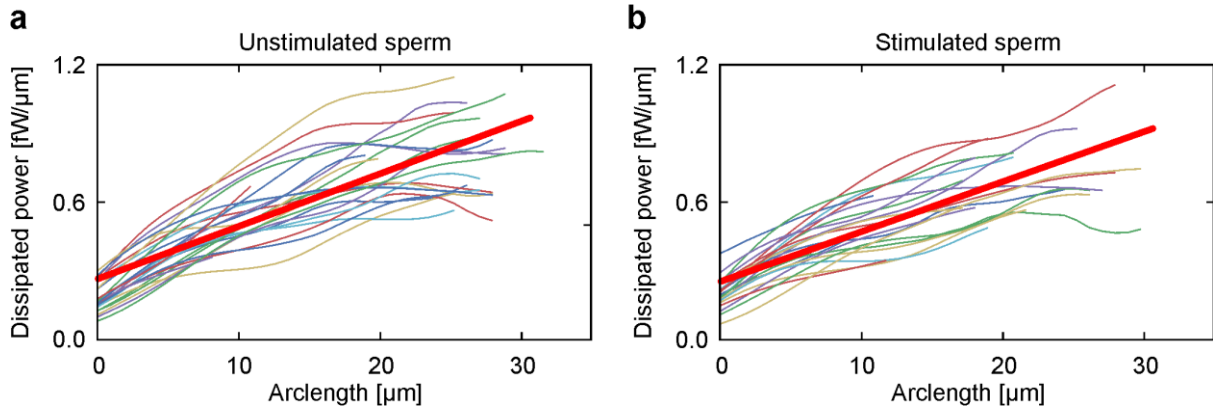 a
Unstimulated sperm
Dissipated power [fW/µm]
1.2
0.6
0.0
0
10
20
30
Arclength [µm]
b
Stimulated sperm
Dissipated power [fW/µm]
1.2
0.6
0.0
0
10
20
30
Arclength [µm]